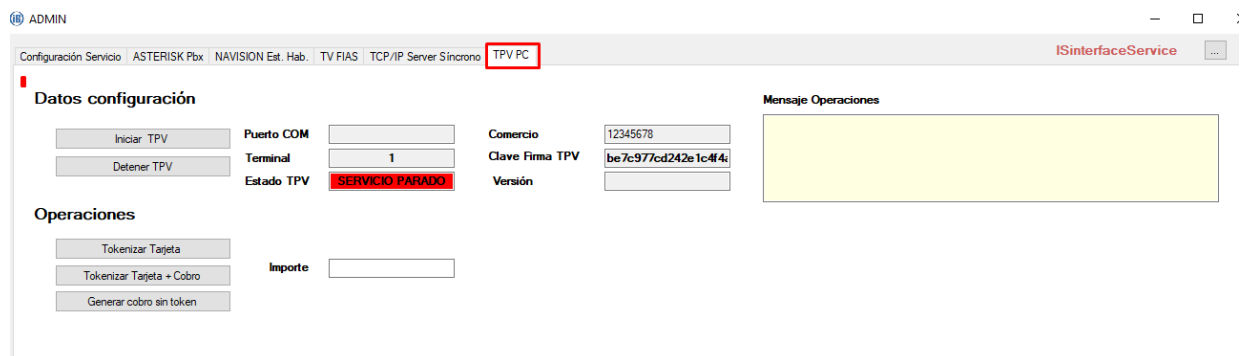 iB ADMIN
Configuración Servicio ASTERISK Pbx NAVISION Est. Hab. TV FIAS TCP/IP Server Síncrono TPV PC ISinterfaceService ...
Datos configuración
Mensaje Operaciones
Iniciar TPV Puerto COM Comercio 12345678
Detener TPV Terminal 1 Clave Firma TPV be7c977cd242e1c4f4a
Estado TPV SERVICIO PARADO Versión
Operaciones
Tokenizar Tarjeta
Tokenizar Tarjeta + Cobro Importe
Generar cobro sin token